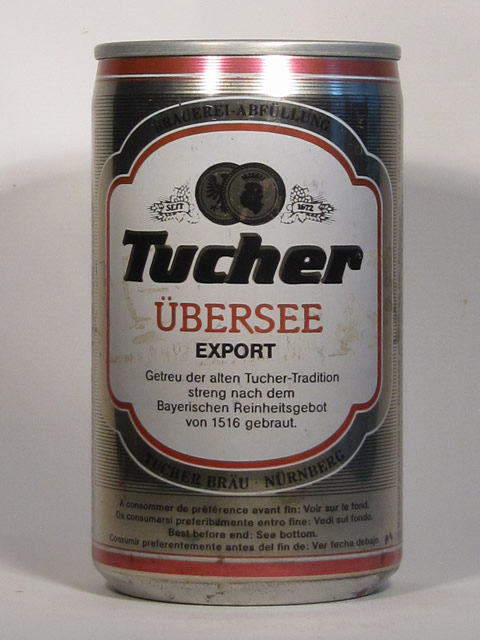 BRAUEREI-ABFÜLLUNG
SEIT 1672
Tucher
ÜBERSEE
EXPORT
Getreu der alten Tucher-Tradition
streng nach dem
Bayerischen Reinheitsgebot
von 1516 gebraut.
TUCHER BRÄU · NÜRNBERG
A consommer de préférence avant fin: Voir sur le fond.
Da consumarsi preferibilmente entro fine: Vedi sul fondo.
Best before end: See bottom.
Consumir preferentemente antes del fin de: Ver fecha debajo.